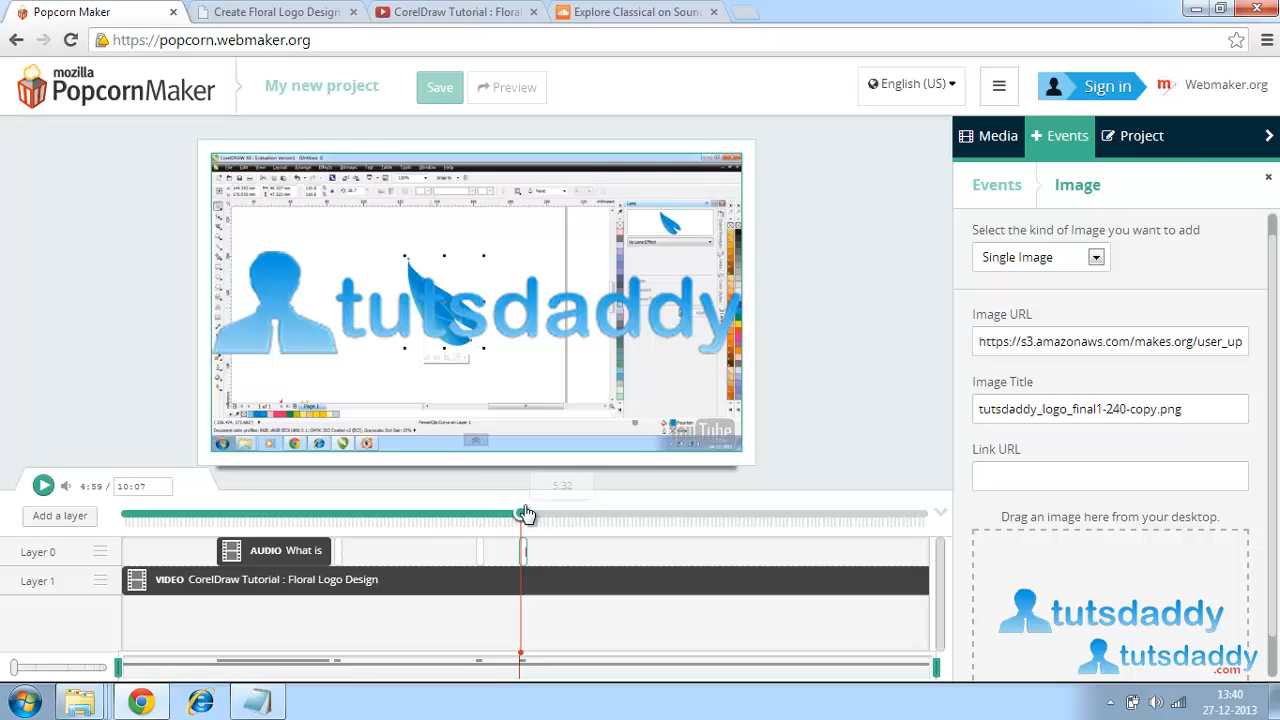 Popcorn Maker
Create Floral Logo Design
CorelDraw Tutorial : Floral
Explore Classical on Soun
https://popcorn.webmaker.org
mozilla
PopcornMaker
My new project
Save
Preview
English (US)
Sign in
Webmaker.org
Media
Events
Project
Events
Image
Select the kind of Image you want to add
Single Image
Image URL
https://s3.amazonaws.com/makes.org/user_up
Image Title
tutsdaddy_logo_final1-240-copy.png
Link URL
Drag an image here from your desktop.
tutsdaddy
tutsdaddy
.com
tutsdaddy
YouTube
4:59 / 10:07
5:32
Add a layer
Layer 0
AUDIO What is
Layer 1
VIDEO CorelDraw Tutorial : Floral Logo Design
13:40
27-12-2013